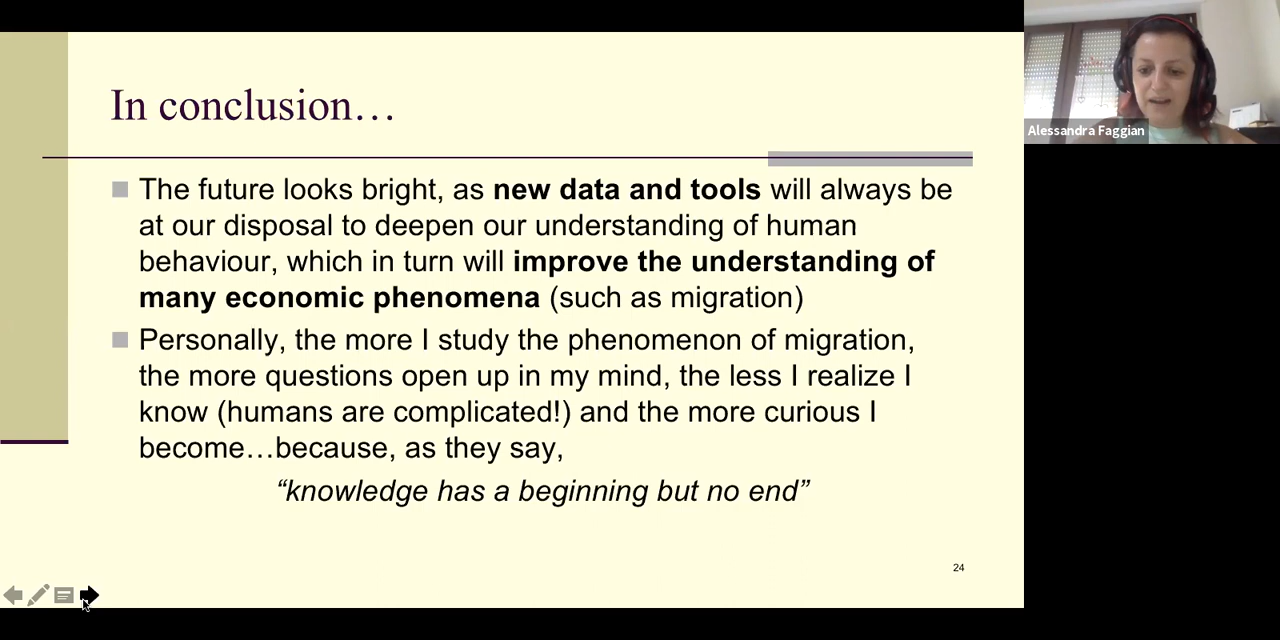 In conclusion…
The future looks bright, as new data and tools will always be
at our disposal to deepen our understanding of human
behaviour, which in turn will improve the understanding of
many economic phenomena (such as migration)
Personally, the more I study the phenomenon of migration,
the more questions open up in my mind, the less I realize I
know (humans are complicated!) and the more curious I
become…because, as they say,
“knowledge has a beginning but no end”
24
Alessandra Faggian